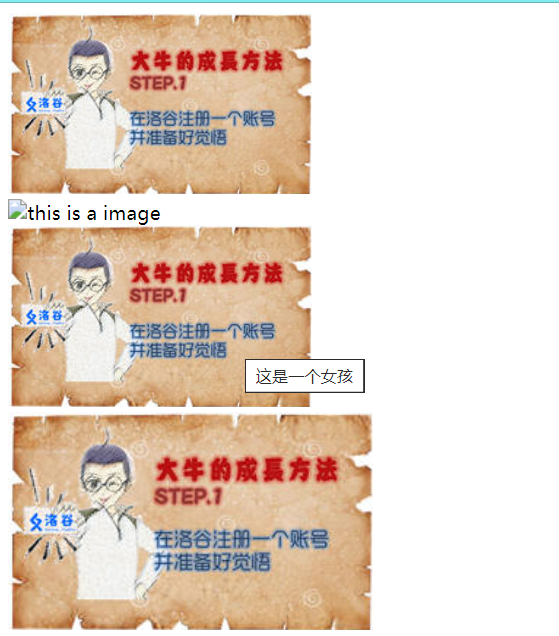 大牛的成長方法
STEP.1
洛谷
在洛谷注册一个账号
并准备好觉悟
this is a image
大牛的成長方法
STEP.1
洛谷
在洛谷注册一个账号
并准备好觉悟
这是一个女孩
大牛的成長方法
STEP.1
洛谷
在洛谷注册一个账号
并准备好觉悟